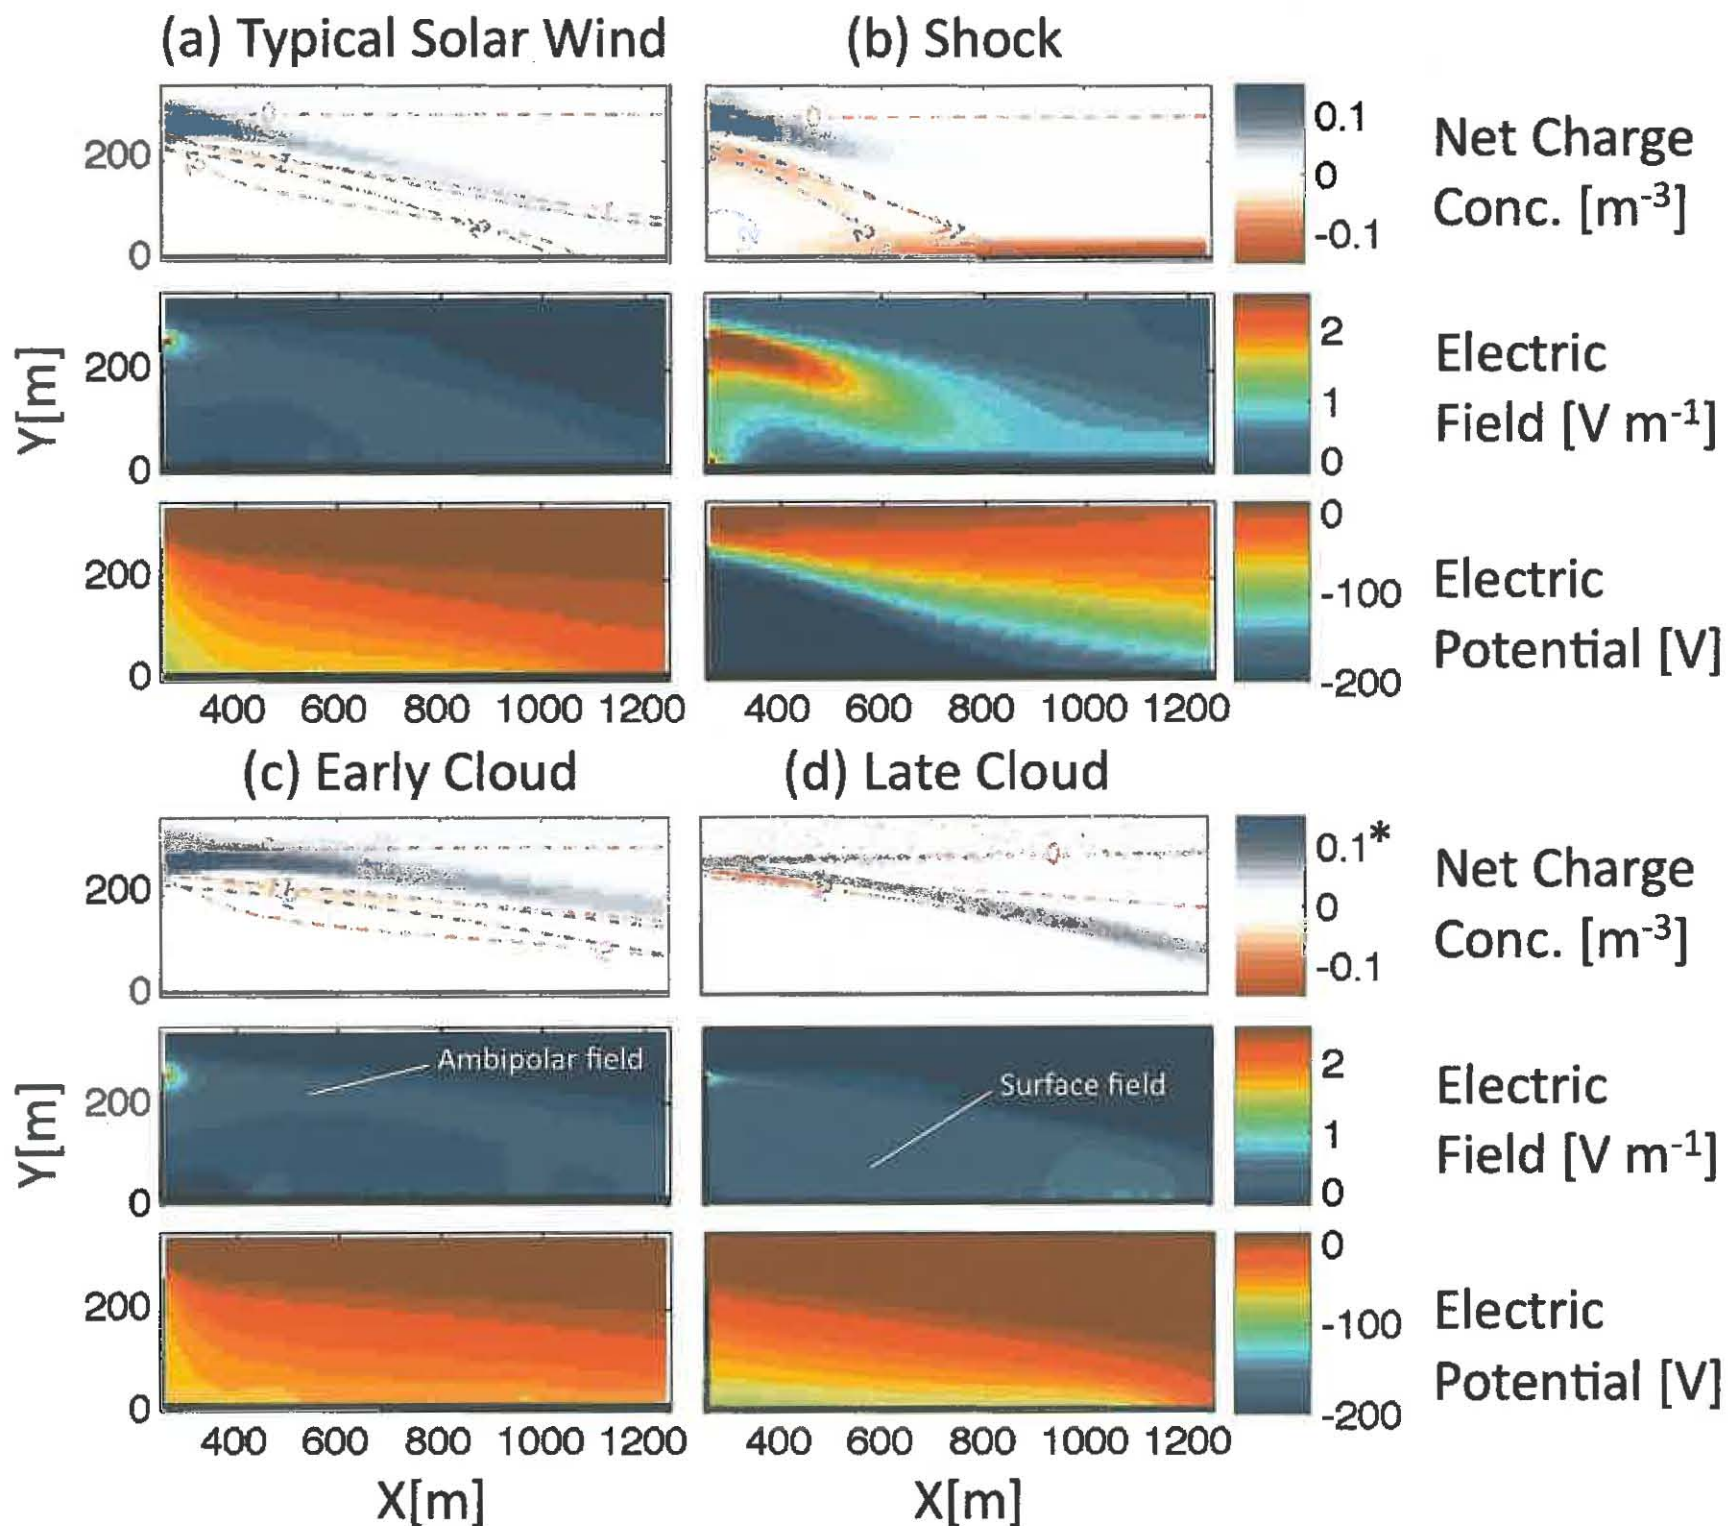 (a) Typical Solar Wind (b) Shock
200
0
0.1
0
-0.1
Net Charge
Conc. [m-3]
Y[m]
200
0
2
1
0
Electric
Field [V m-1]
200
0
0
-100
-200
Electric
Potential [V]
400 600 800 1000 1200 400 600 800 1000 1200
(c) Early Cloud (d) Late Cloud
200
0
0
0.1*
0
-0.1
Net Charge
Conc. [m-3]
Y[m]
200
0
Ambipolar field
Surface field
2
1
0
Electric
Field [V m-1]
200
0
0
-100
-200
Electric
Potential [V]
400 600 800 1000 1200 400 600 800 1000 1200
X[m] X[m]